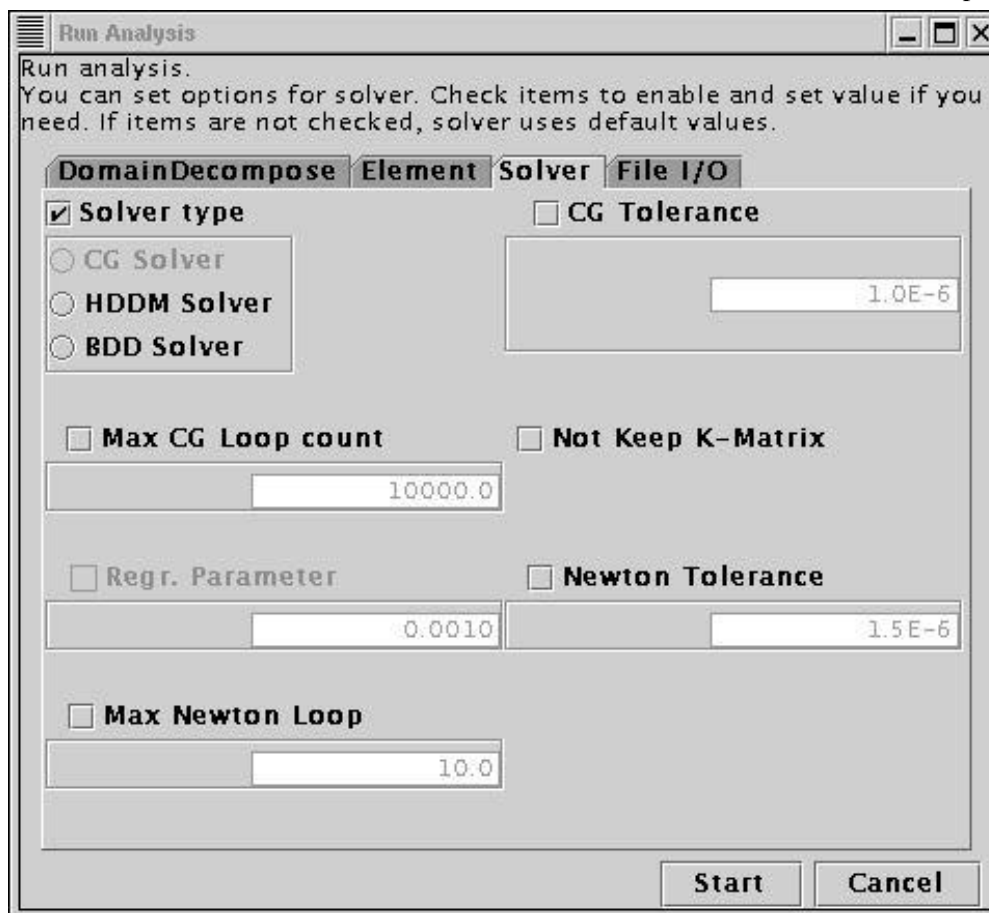 Run Analysis
Run analysis.
You can set options for solver. Check items to enable and set value if you
need. If items are not checked, solver uses default values.
DomainDecompose Element Solver File I/O
Solver type CG Tolerance
CG Solver
1.0E-6
HDDM Solver
BDD Solver
Max CG Loop count Not Keep K-Matrix
10000.0
Regr. Parameter Newton Tolerance
0.0010 1.5E-6
Max Newton Loop
10.0
Start Cancel